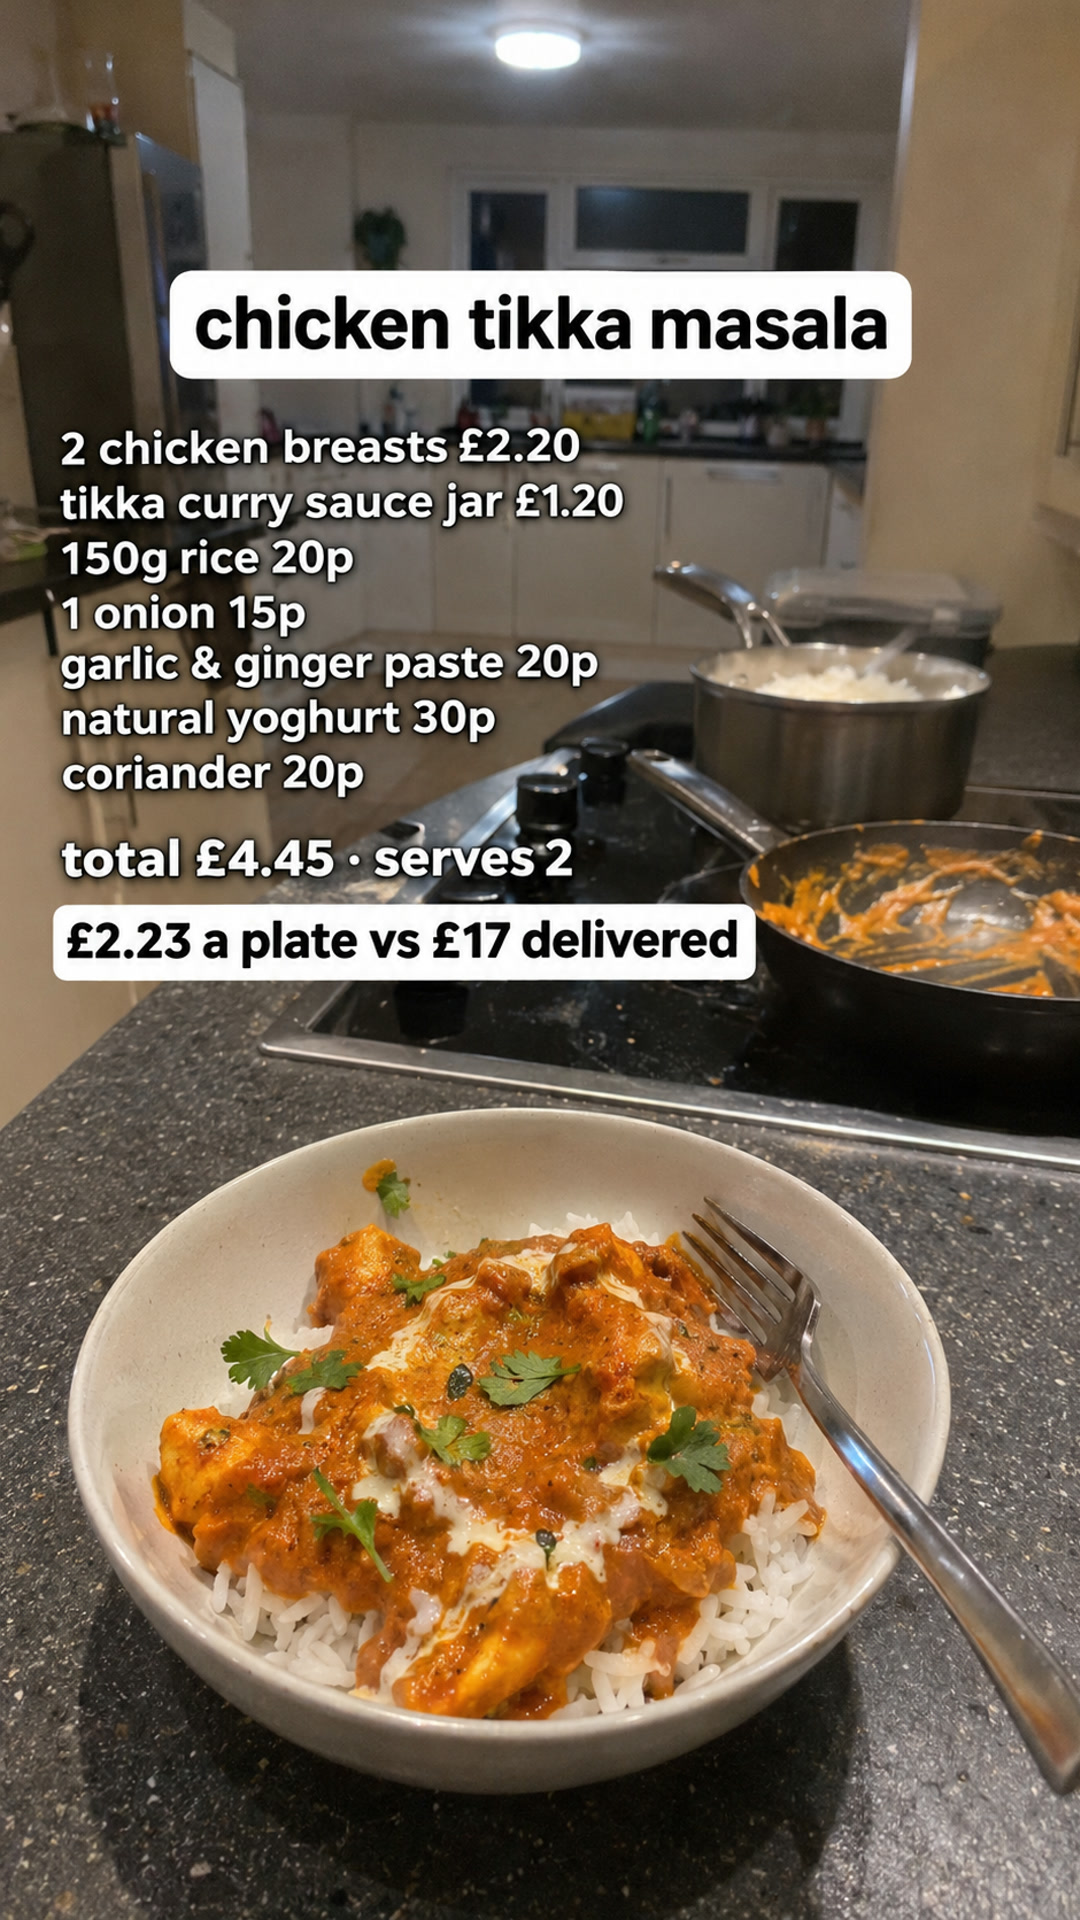 chicken tikka masala
2 chicken breasts £2.20
tikka curry sauce jar £1.20
150g rice 20p
1 onion 15p
garlic & ginger paste 20p
natural yoghurt 30p
coriander 20p
total £4.45 · serves 2
£2.23 a plate vs £17 delivered